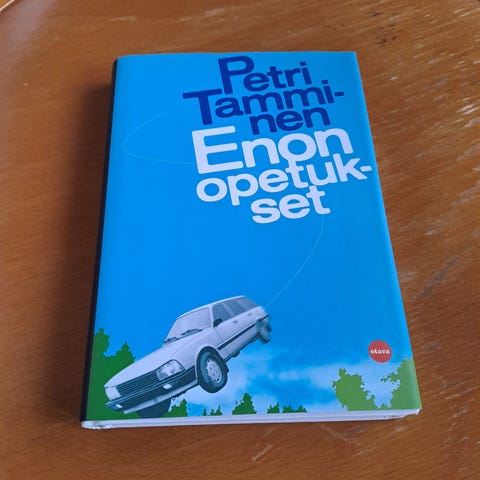 Petri
Tammi-
nen
Enon
opetuk-
set
otava